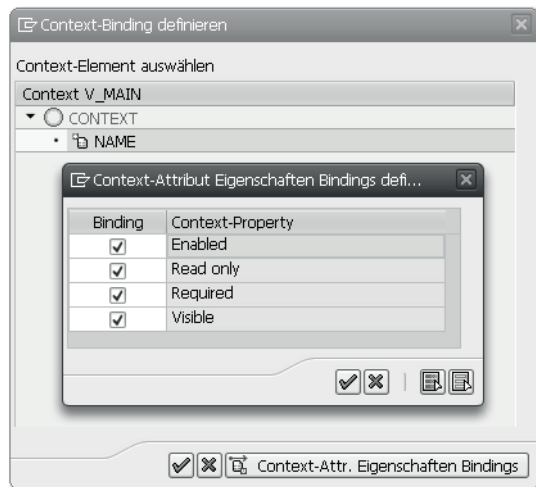 Context-Binding definieren
Context-Element auswählen
Context V_MAIN
CONTEXT
NAME
Context-Attribut Eigenschaften Bindings defi...
Binding Context-Property
Enabled
Read only
Required
Visible
Context-Attr. Eigenschaften Bindings